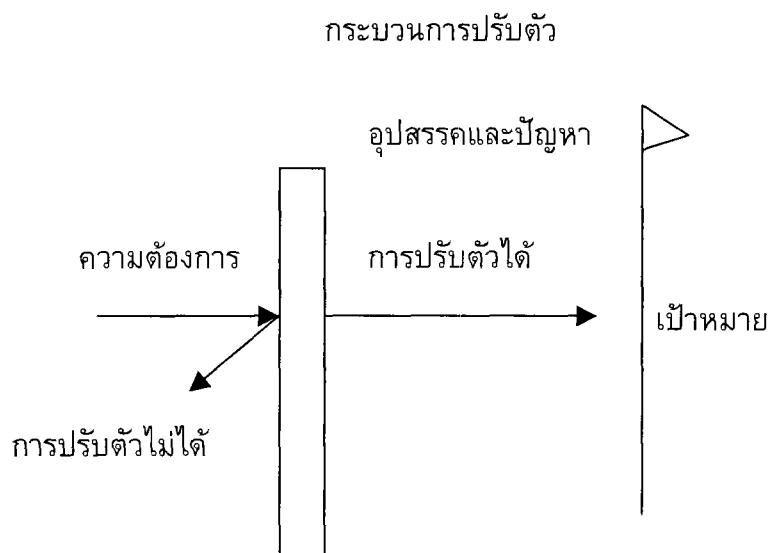 กระบวนการปรับตัว
อุปสรรคและปัญหา
ความต้องการ
การปรับตัวได้
เป้าหมาย
การปรับตัวไม่ได้